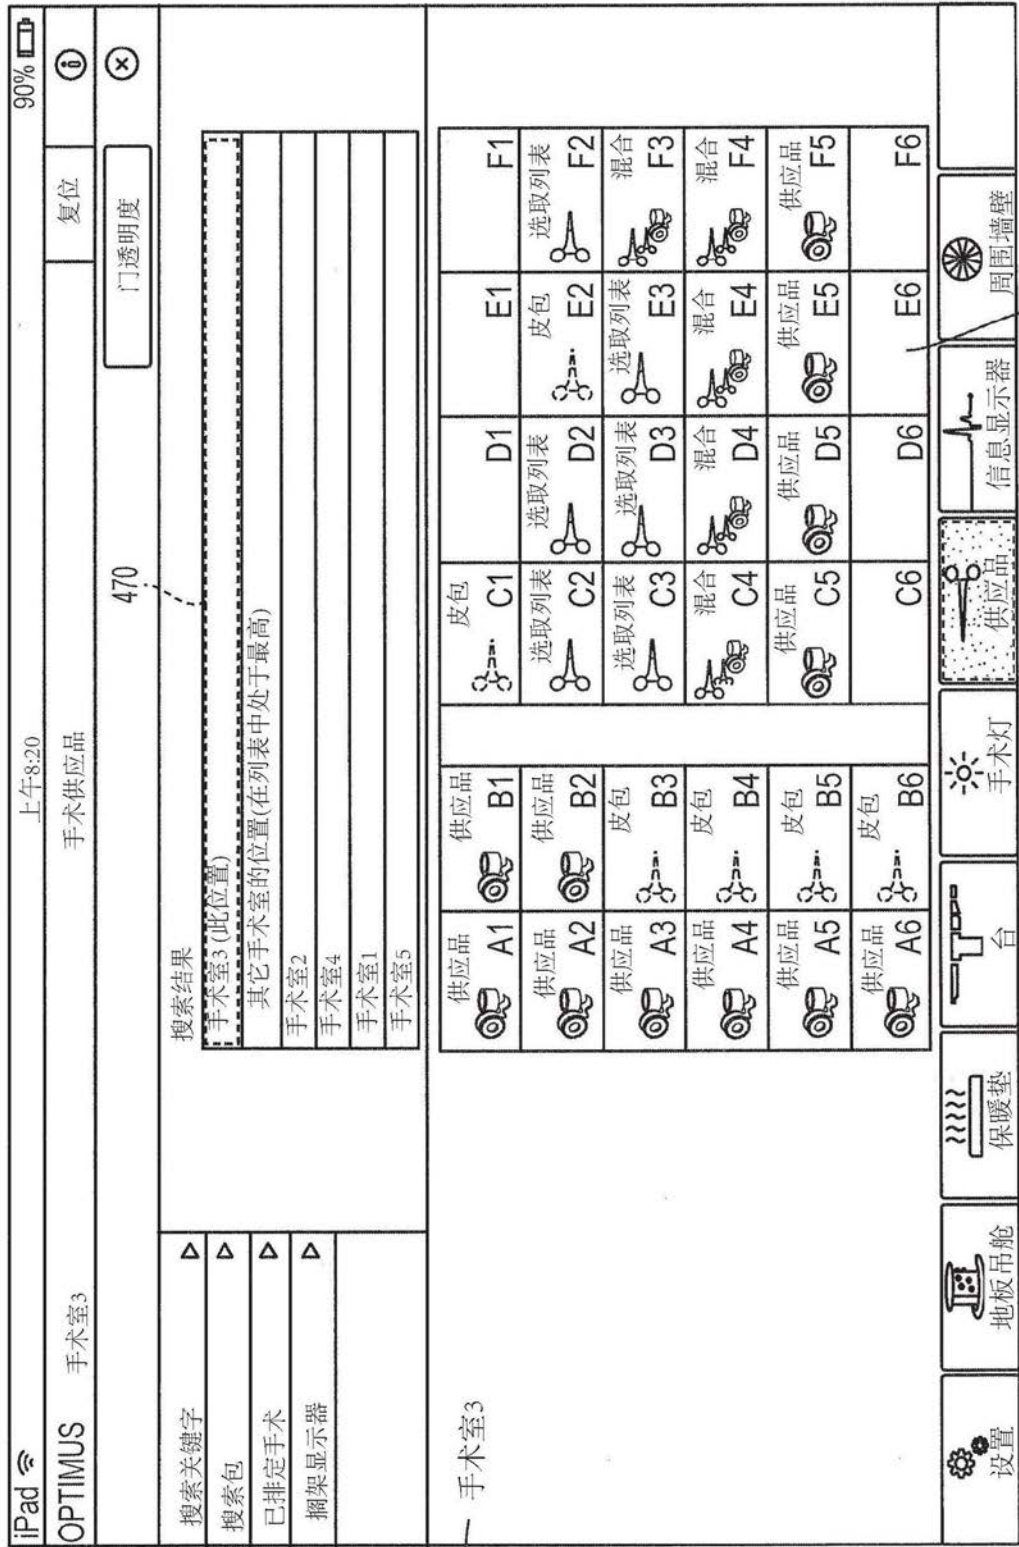 iPad 上午8:20 90%
OPTIMUS 手术室3 手术供应品 复位 i
门透明度 ×
470
搜索关键字
搜索包
已排定手术
搁架显示器
搜索结果
手术室3 (此位置)
其它手术室的位置(在列表中处于最高)
手术室2
手术室4
手术室1
手术室5
手术室3
供应品 A1 供应品 B1 皮包 C1 D1 E1 F1
供应品 A2 供应品 B2 选取列表 C2 选取列表 D2 皮包 E2 选取列表 F2
供应品 A3 皮包 B3 选取列表 C3 选取列表 D3 选取列表 E3 混合 F3
供应品 A4 皮包 B4 混合 C4 混合 D4 混合 E4 混合 F4
供应品 A5 皮包 B5 供应品 C5 供应品 D5 供应品 E5 供应品 F5
供应品 A6 皮包 B6 C6 D6 E6 F6
设置 地板吊舱 保暖垫 台 手术灯 供应品 信息显示器 周围墙壁